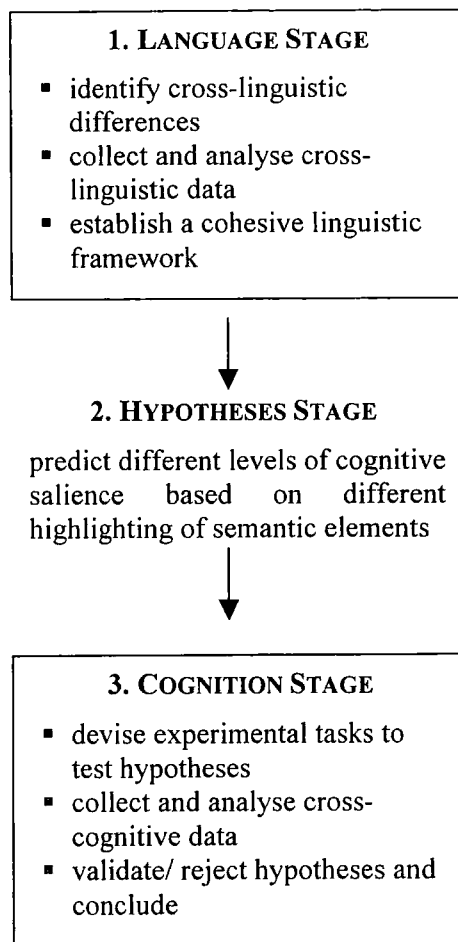 1. LANGUAGE STAGE
▪ identify cross-linguistic
differences
▪ collect and analyse cross-
linguistic data
▪ establish a cohesive linguistic
framework
2. HYPOTHESES STAGE
predict different levels of cognitive
salience based on different
highlighting of semantic elements
3. COGNITION STAGE
▪ devise experimental tasks to
test hypotheses
▪ collect and analyse cross-
cognitive data
▪ validate/ reject hypotheses and
conclude